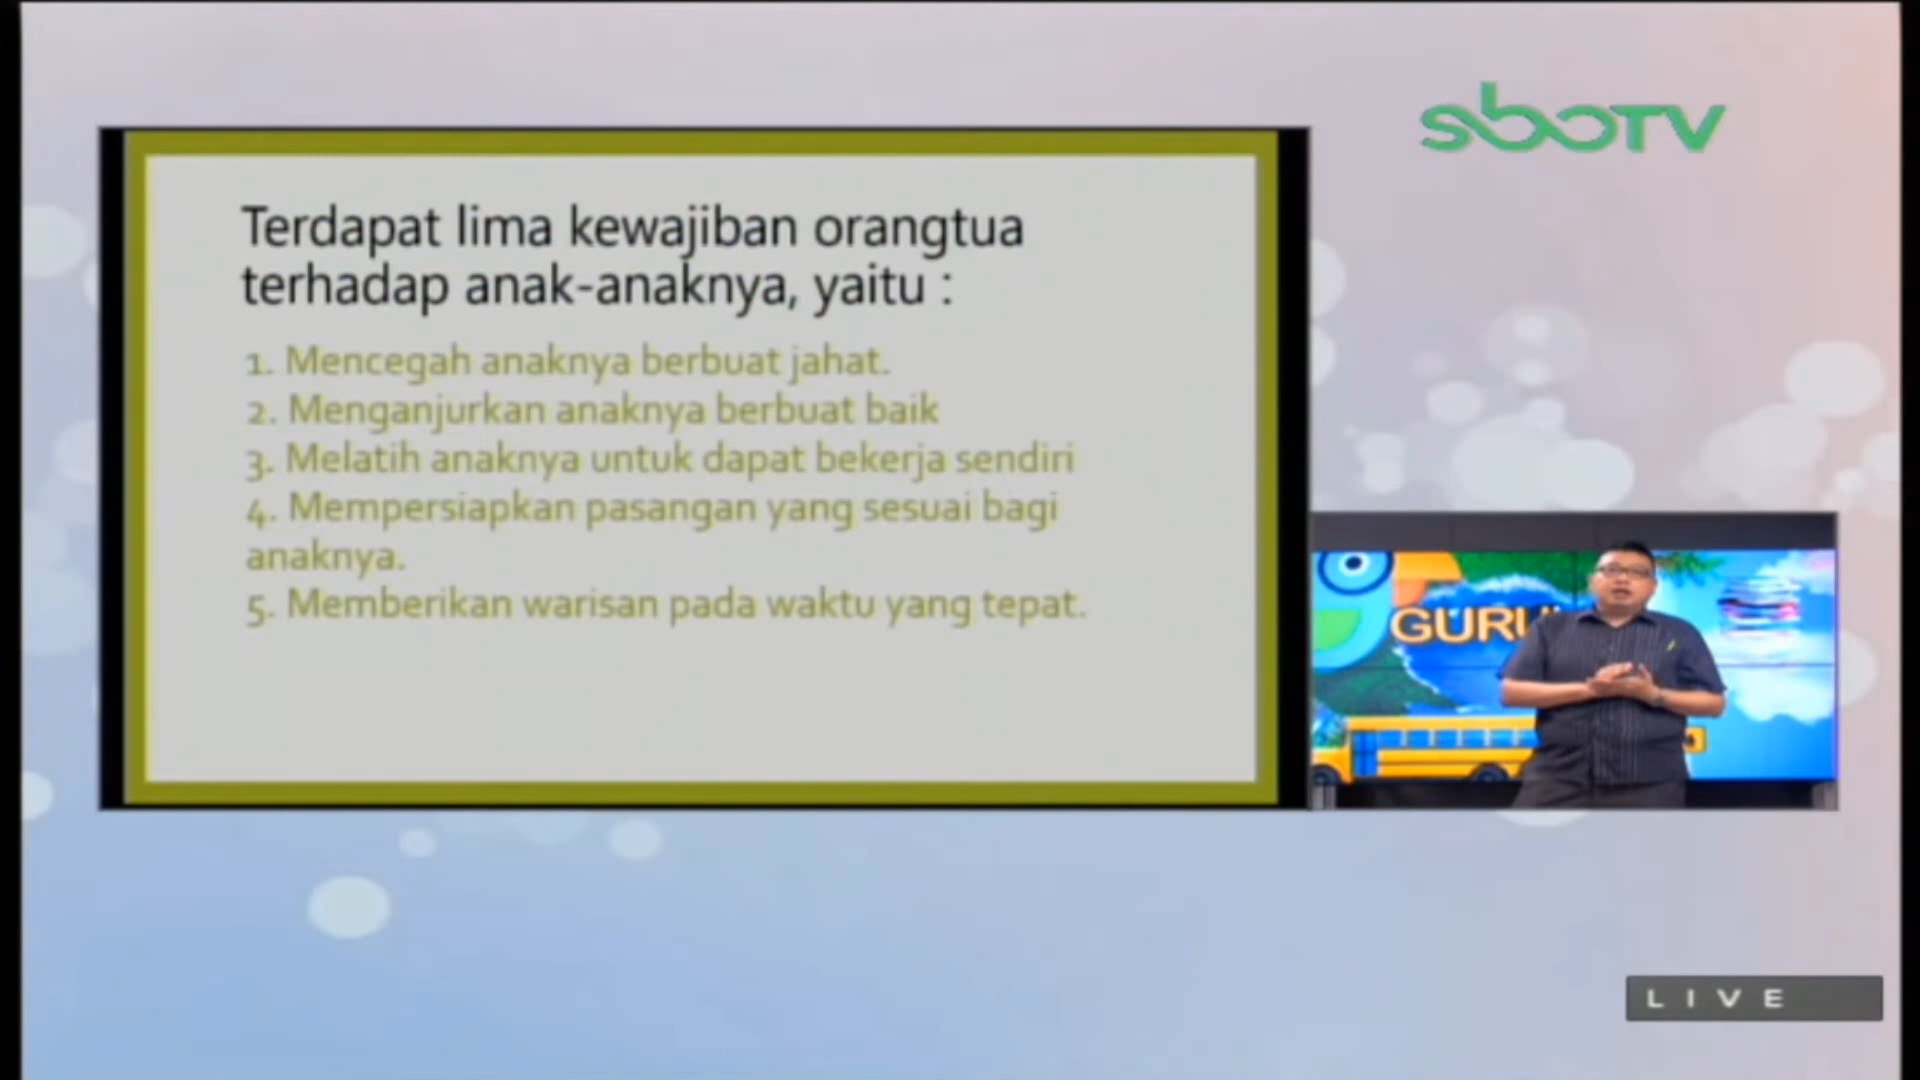 sboTV
Terdapat lima kewajiban orangtua
terhadap anak-anaknya, yaitu :
1. Mencegah anaknya berbuat jahat.
2. Menganjurkan anaknya berbuat baik
3. Melatih anaknya untuk dapat bekerja sendiri
4. Mempersiapkan pasangan yang sesuai bagi
anaknya.
5. Memberikan warisan pada waktu yang tepat.
GURU
LIVE